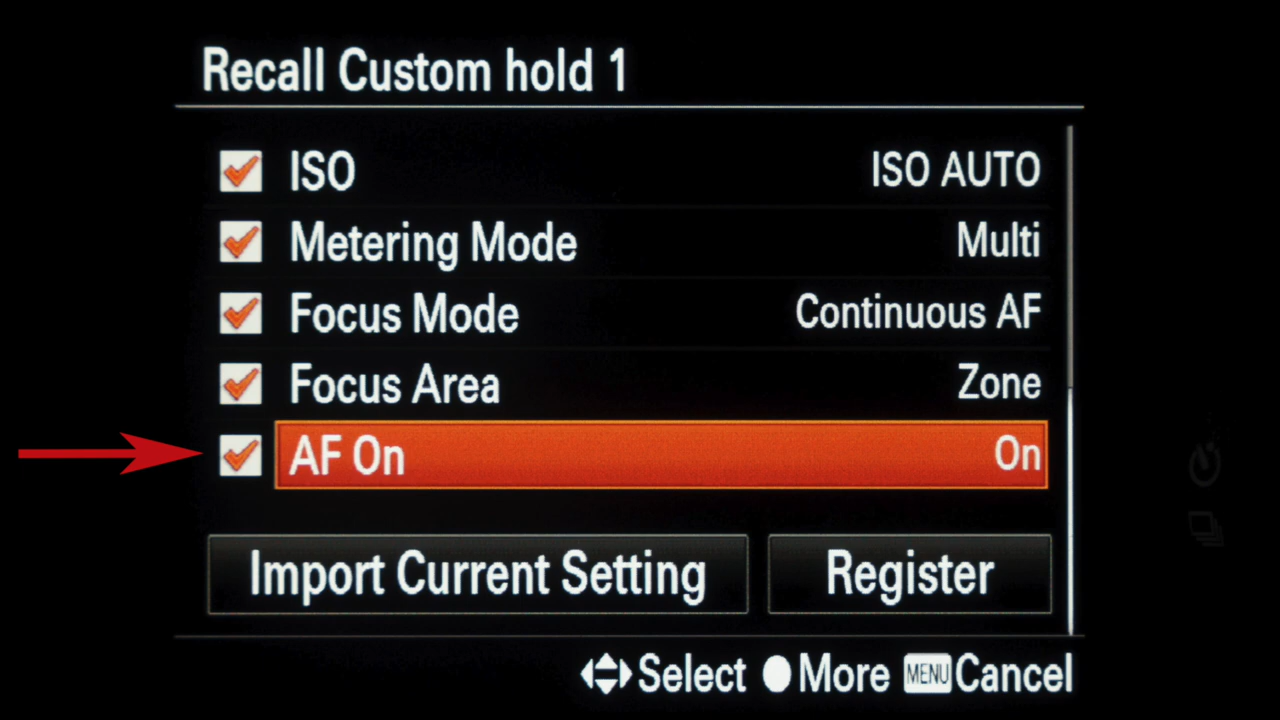 Recall Custom hold 1
ISO ISO AUTO
Metering Mode Multi
Focus Mode Continuous AF
Focus Area Zone
AF On On
Import Current Setting Register
Select More MENU Cancel